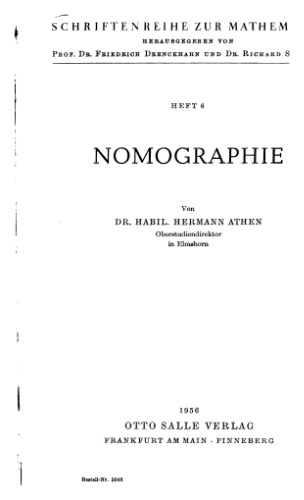 SCHRIFTENREIHE ZUR MATHEM
HERAUSGEGEBEN VON
PROF. DR. FRIEDRICH DRENCKHAHN UND DR. RICHARD S
HEFT 6
NOMOGRAPHIE
Von
DR. HABIL. HERMANN ATHEN
Oberstudiendirektor
in Elmshorn
1956
OTTO SALLE VERLAG
FRANKFURT AM MAIN - PINNEBERG
Bestell-Nr.